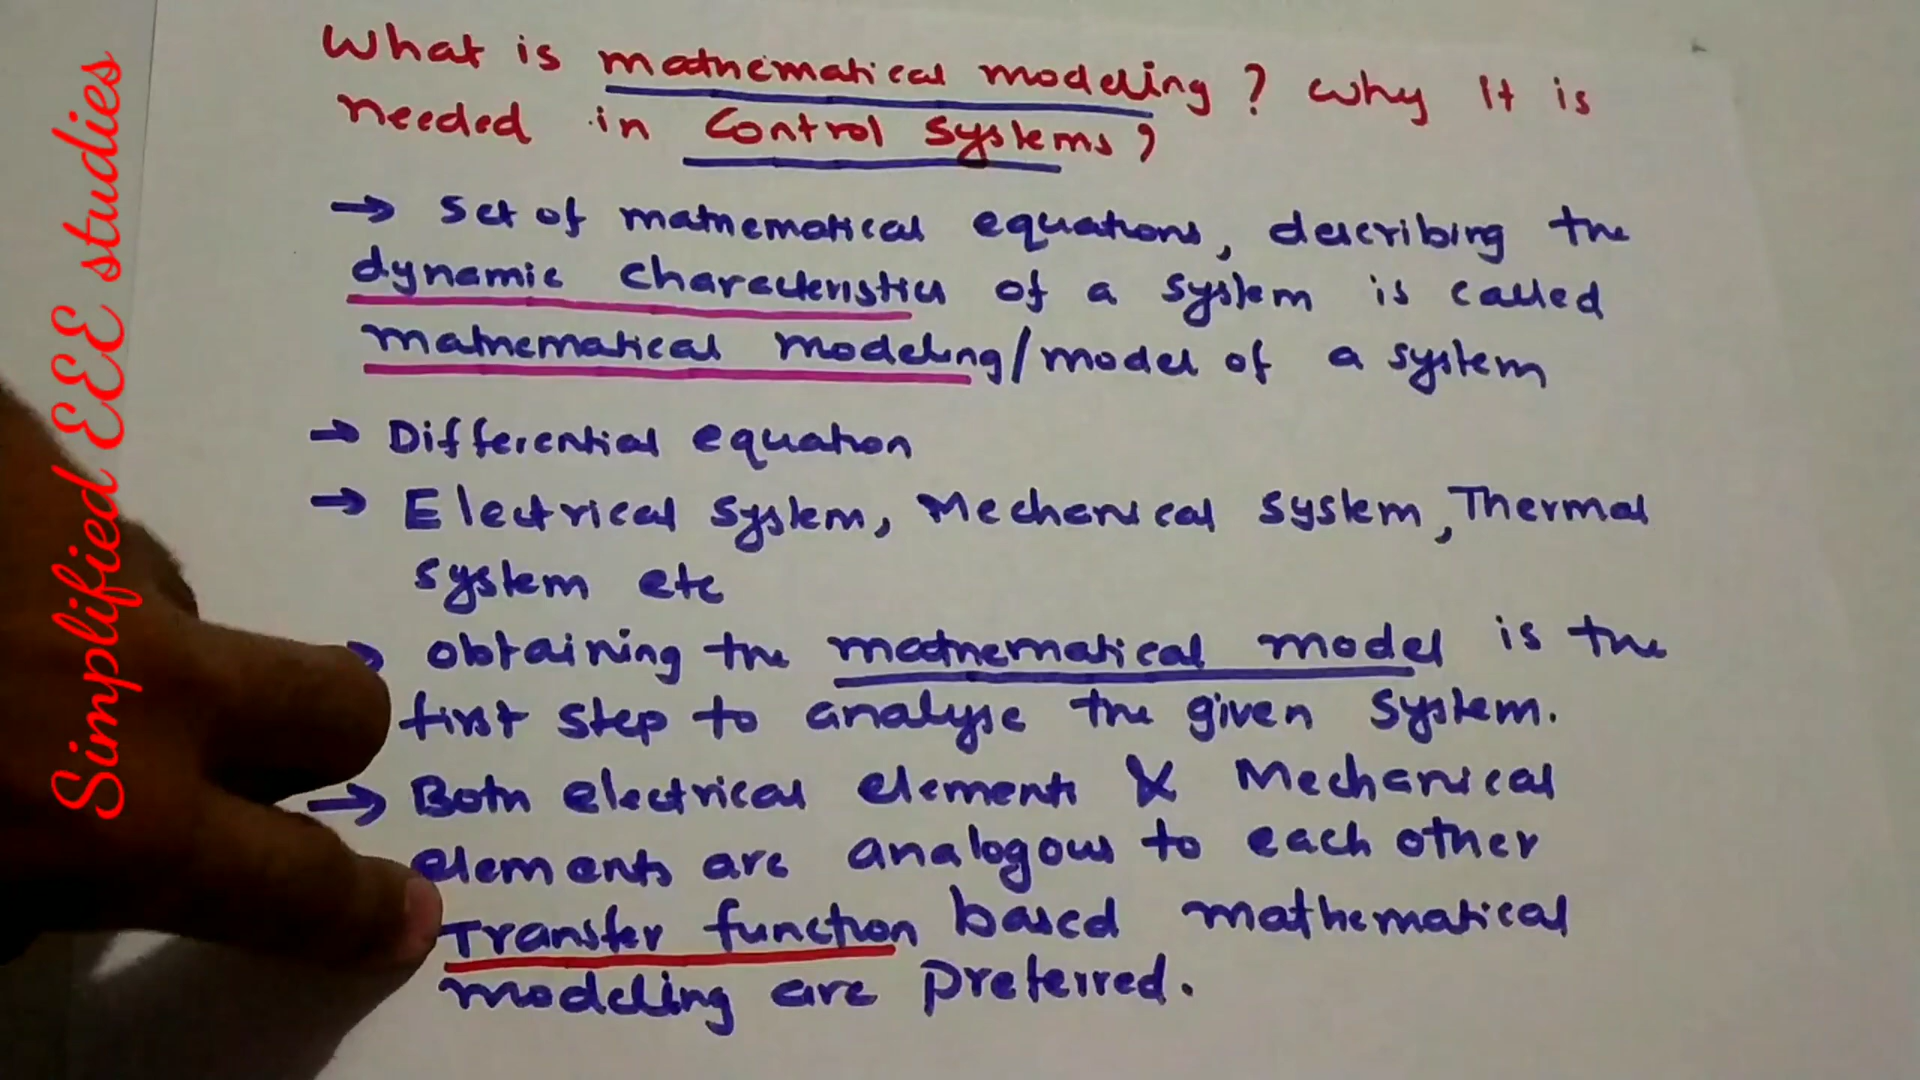 What is mathematical modeling? Why It is
needed in Control Systems?
→ Set of mathematical equations, describing the
dynamic characteristics of a system is called
mathematical modeling/model of a system
→ Differential equation
→ Electrical system, Mechanical system, Thermal
system etc
→ obtaining the mathematical model is the
first step to analyse the given system.
→ Both electrical elements & Mechanical
elements are analogous to each other
Transfer function based mathematical
modeling are preferred.
Simplified EEE studies